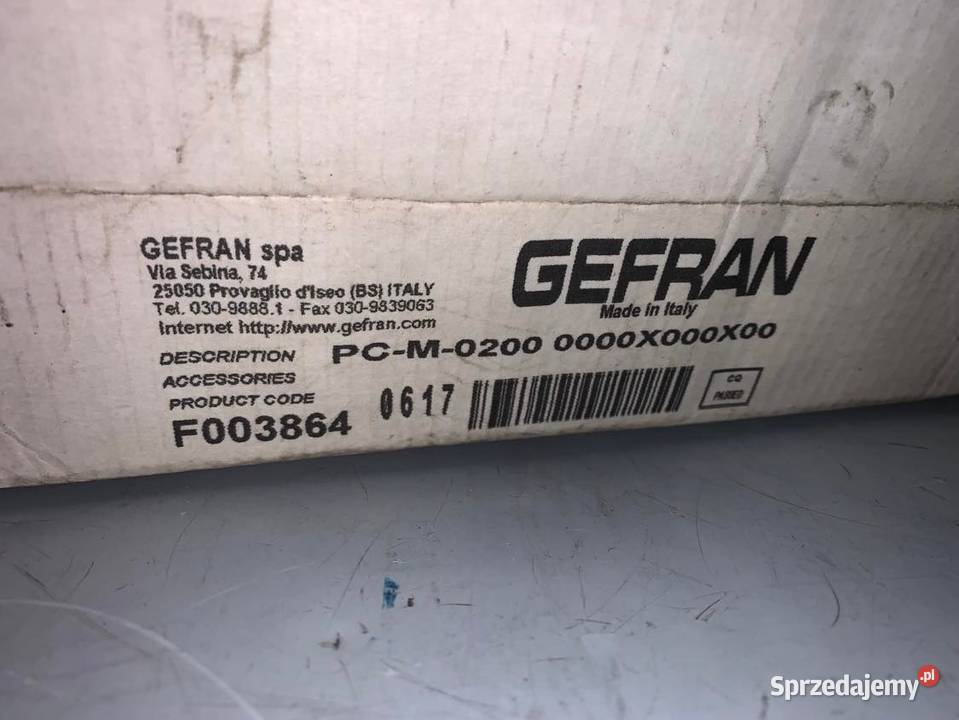 GEFRAN spa
Via Sebina, 74
25050 Provaglio d'Iseo (BS) ITALY
Tel. 030-9888.1 - Fax 030-9839063
Internet http://www.gefran.com
GEFRAN
Made in Italy
DESCRIPTION PC-M-0200 0000X000X00
ACCESSORIES
PRODUCT CODE
F003864
0617
CQ
Sprzedajemy.pl